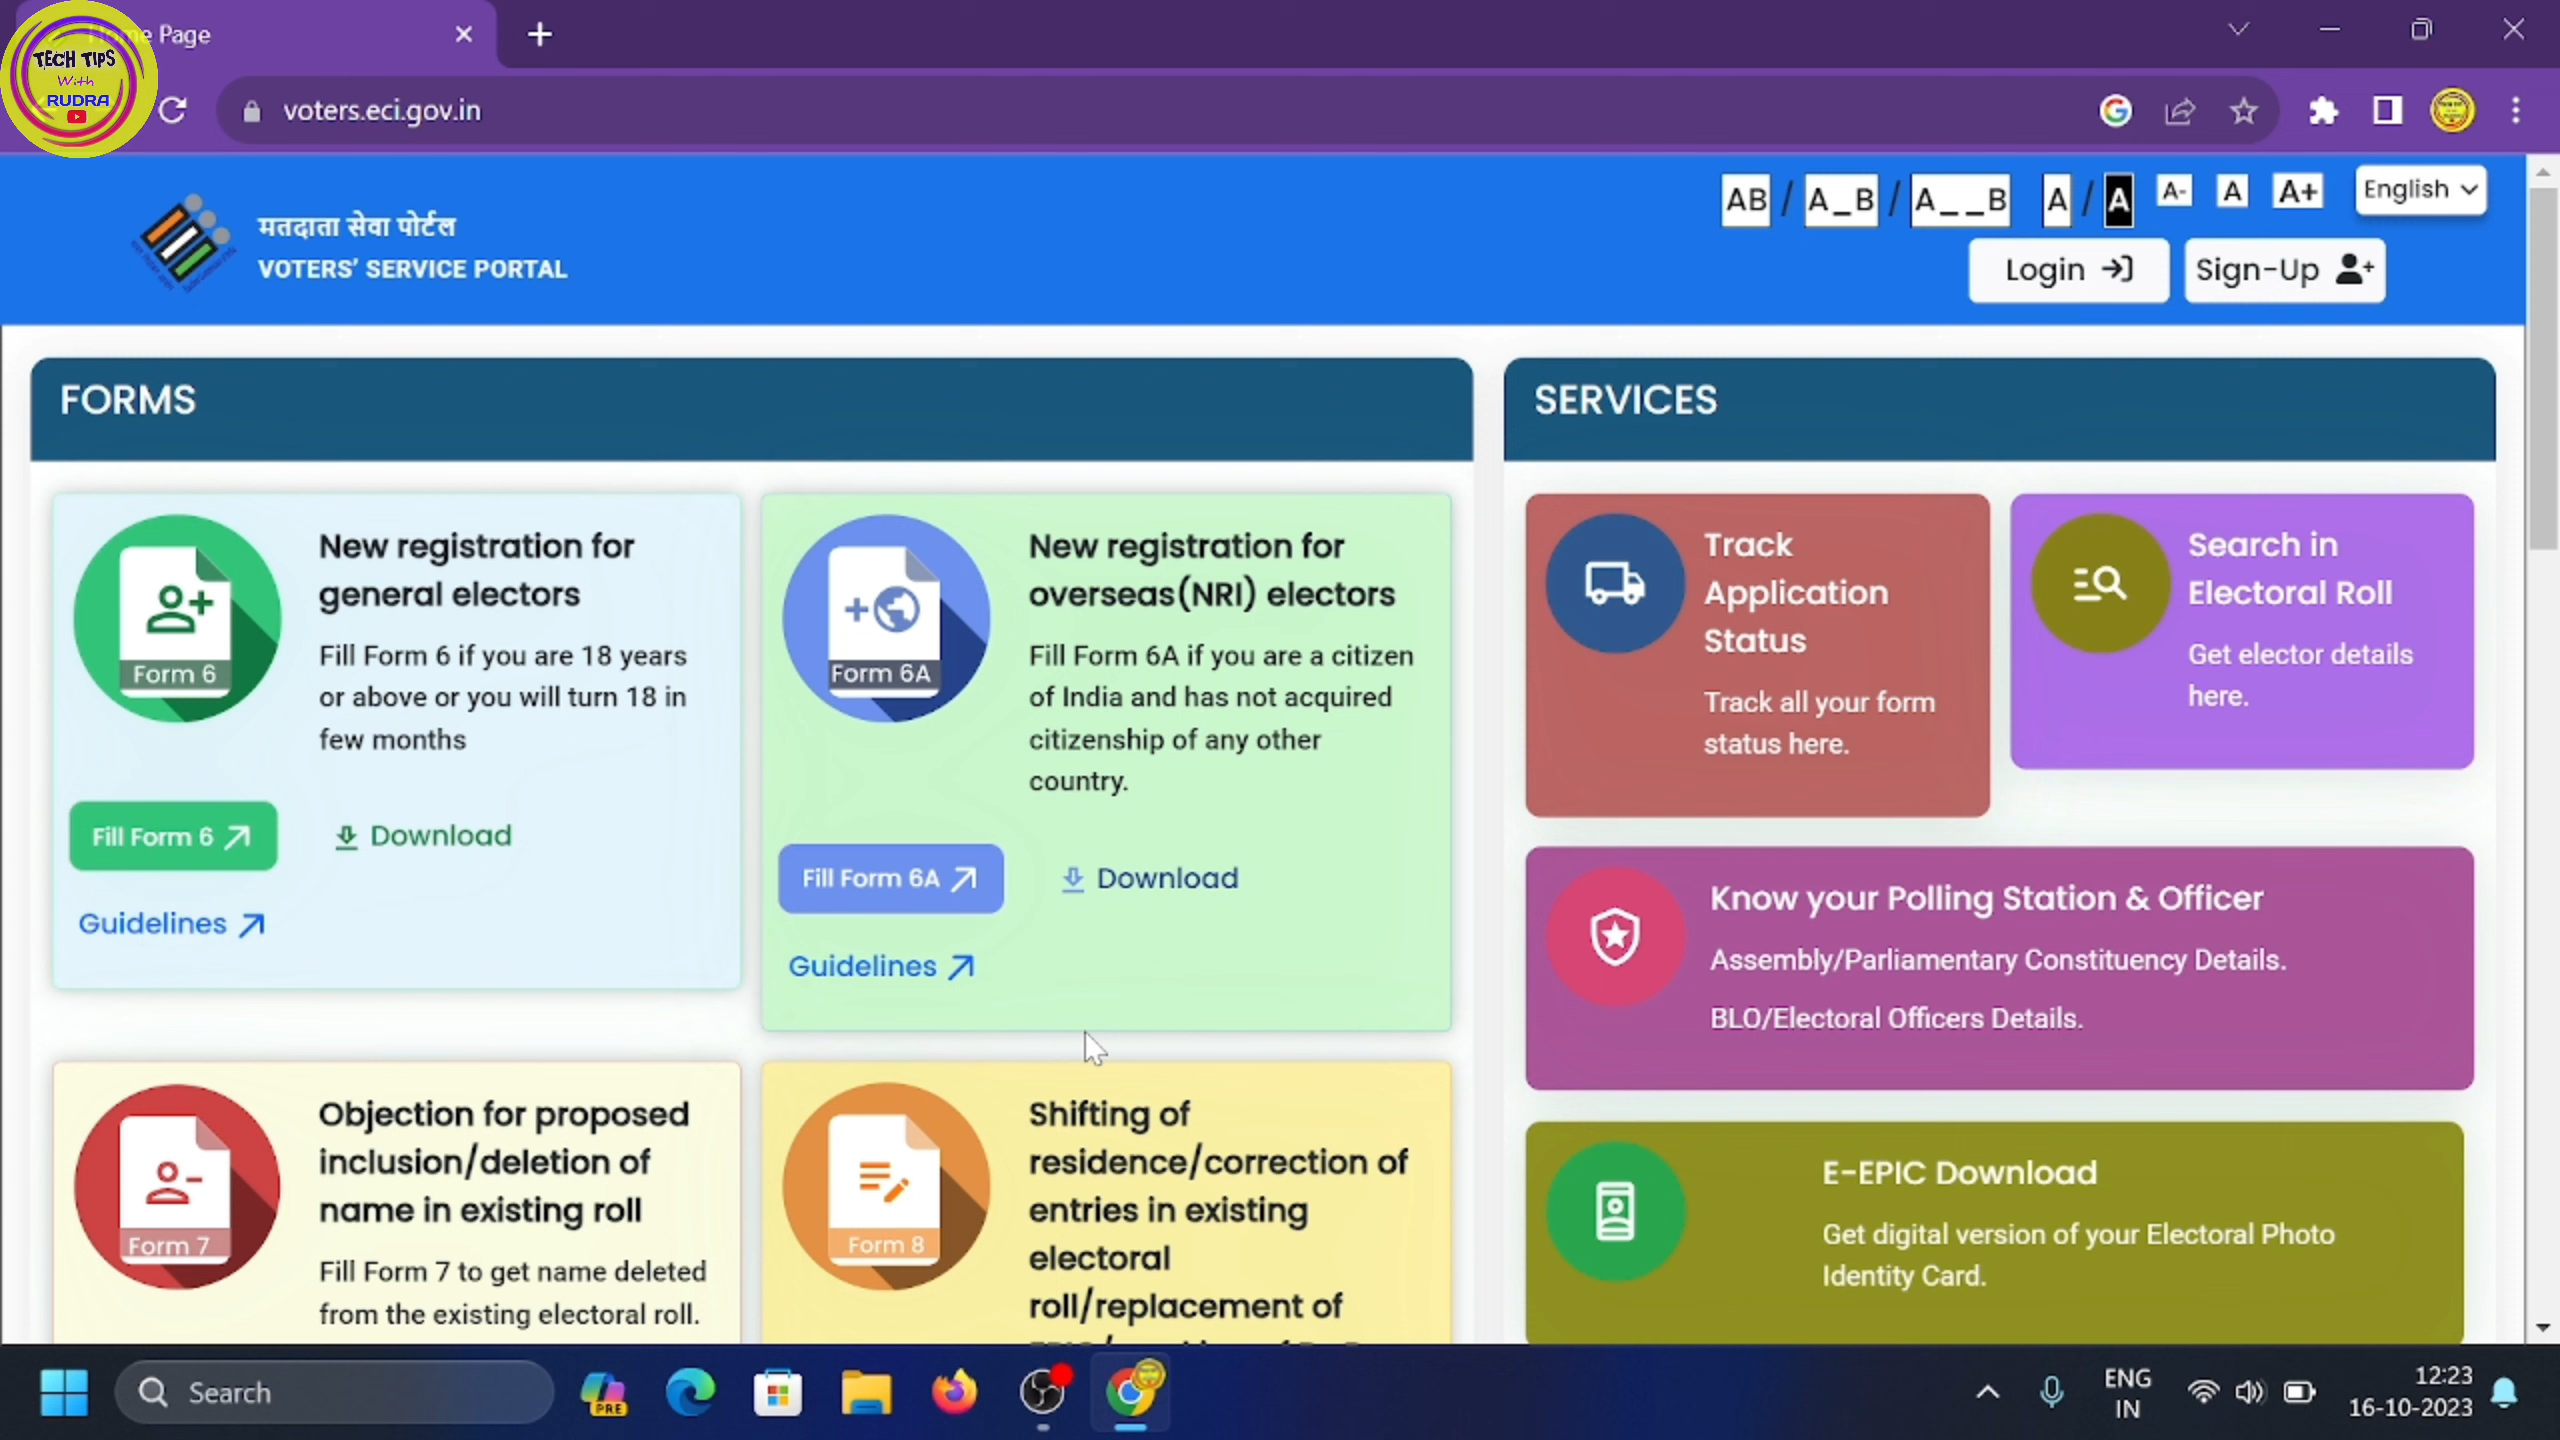 Home Page
TECH TIPS
With
RUDRA
voters.eci.gov.in
मतदाता सेवा पोर्टल
VOTERS’ SERVICE PORTAL
AB / A_B / A__B A / A A- A A+ English
Login Sign-Up
FORMS
New registration for
general electors
Fill Form 6 if you are 18 years
or above or you will turn 18 in
few months
Form 6
Fill Form 6
Download
Guidelines
New registration for
overseas(NRI) electors
Fill Form 6A if you are a citizen
of India and has not acquired
citizenship of any other
country.
Form 6A
Fill Form 6A
Download
Guidelines
Objection for proposed
inclusion/deletion of
name in existing roll
Form 7
Fill Form 7 to get name deleted
from the existing electoral roll.
Shifting of
residence/correction of
entries in existing
electoral
roll/replacement of
Form 8
SERVICES
Track
Application
Status
Track all your form
status here.
Search in
Electoral Roll
Get elector details
here.
Know your Polling Station & Officer
Assembly/Parliamentary Constituency Details.
BLO/Electoral Officers Details.
E-EPIC Download
Get digital version of your Electoral Photo
Identity Card.
Search
PRE
ENG
IN
12:23
16-10-2023